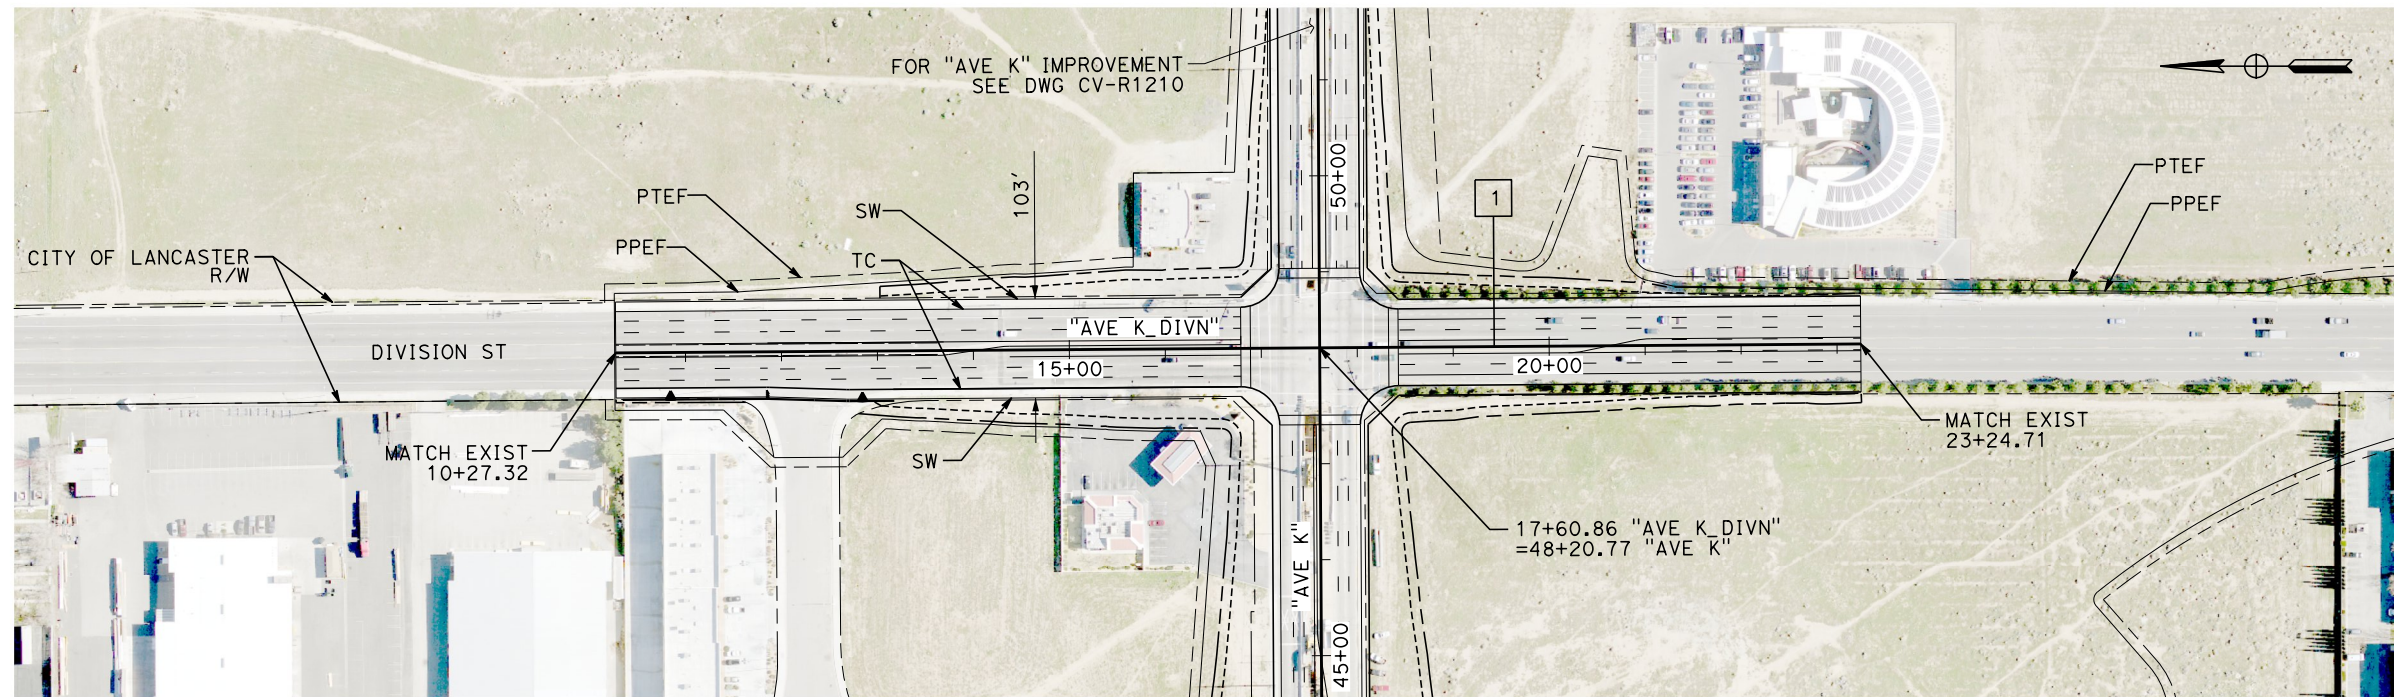 FOR "AVE K" IMPROVEMENT
SEE DWG CV-R1210
50+00
1
PTEF
PPEF
PTEF
SW
103'
PPEF
TC
CITY OF LANCASTER
R/W
"AVE K_DIVN"
DIVISION ST
15+00
20+00
MATCH EXIST
10+27.32
SW
MATCH EXIST
23+24.71
17+60.86 "AVE K_DIVN"
=48+20.77 "AVE K"
"AVE K"
45+00